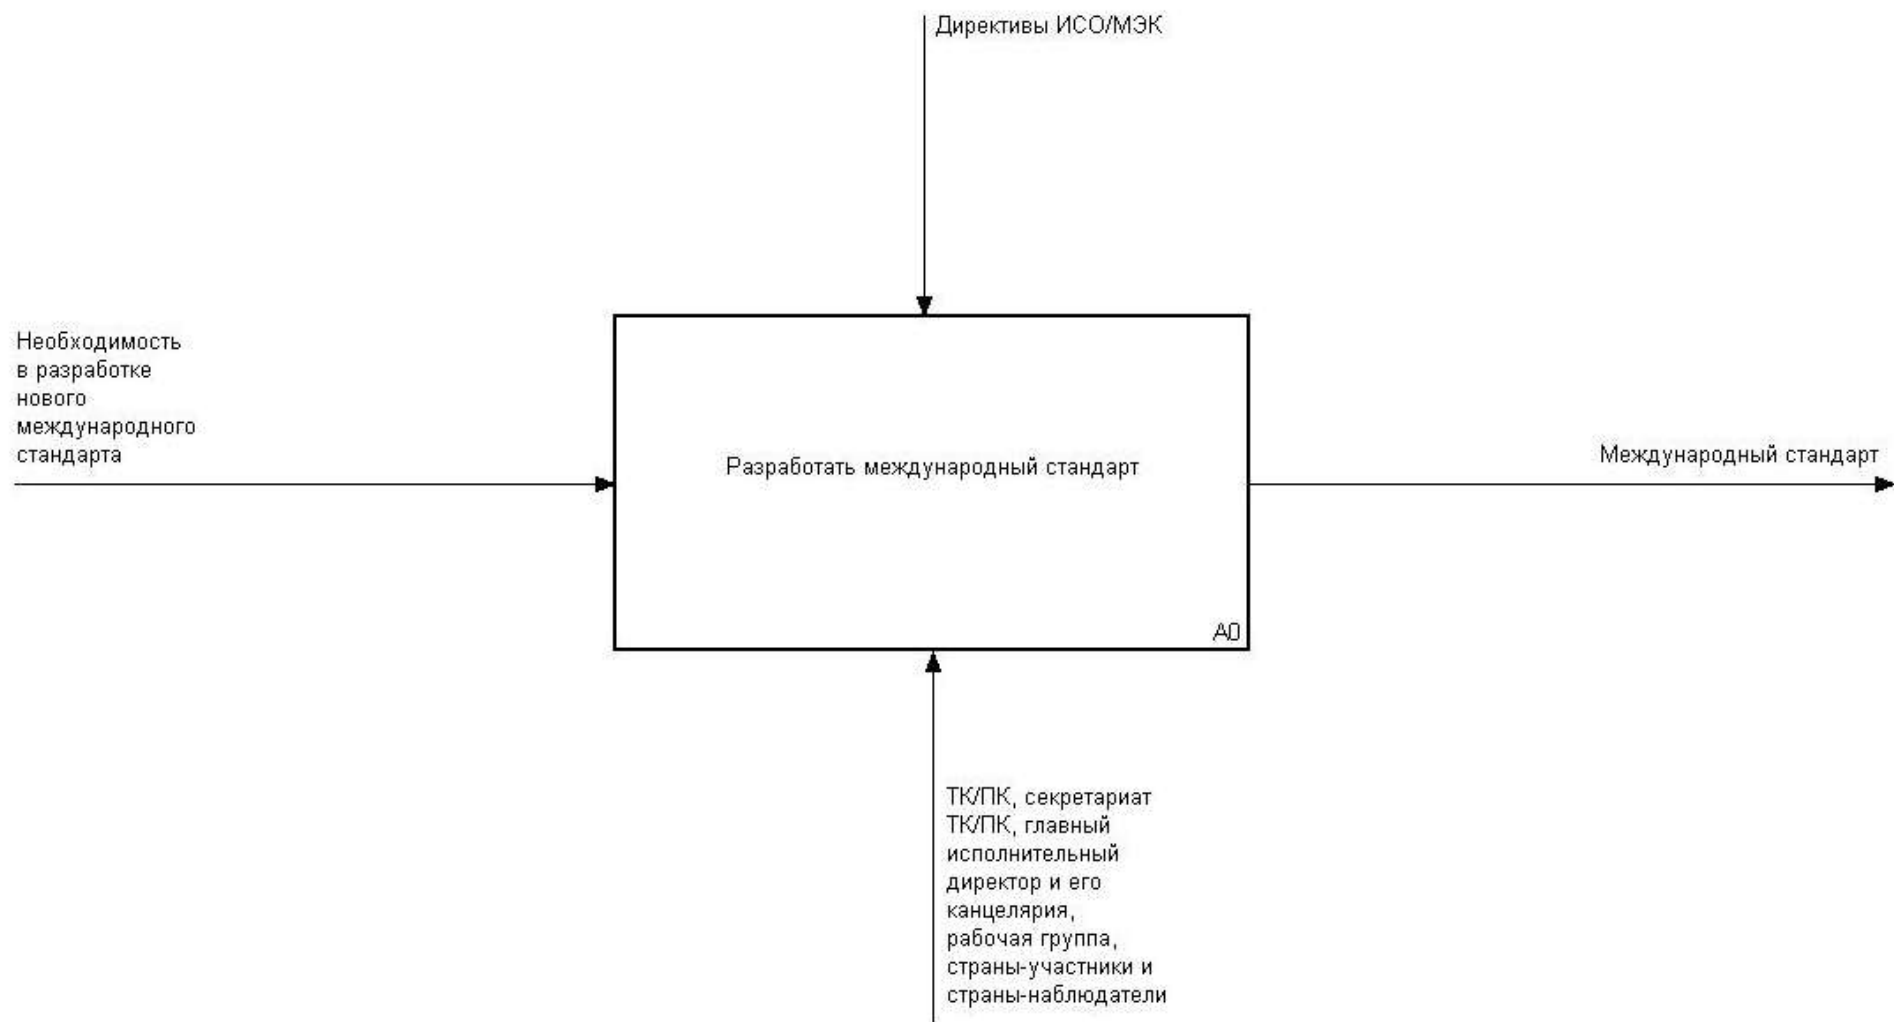 Директивы ИСО/МЭК
Необходимость
в разработке
нового
международного
стандарта
Разработать международный стандарт
Международный стандарт
A0
ТК/ПК, секретариат
ТК/ПК, главный
исполнительный
директор и его
канцелярия,
рабочая группа,
страны-участники и
страны-наблюдатели